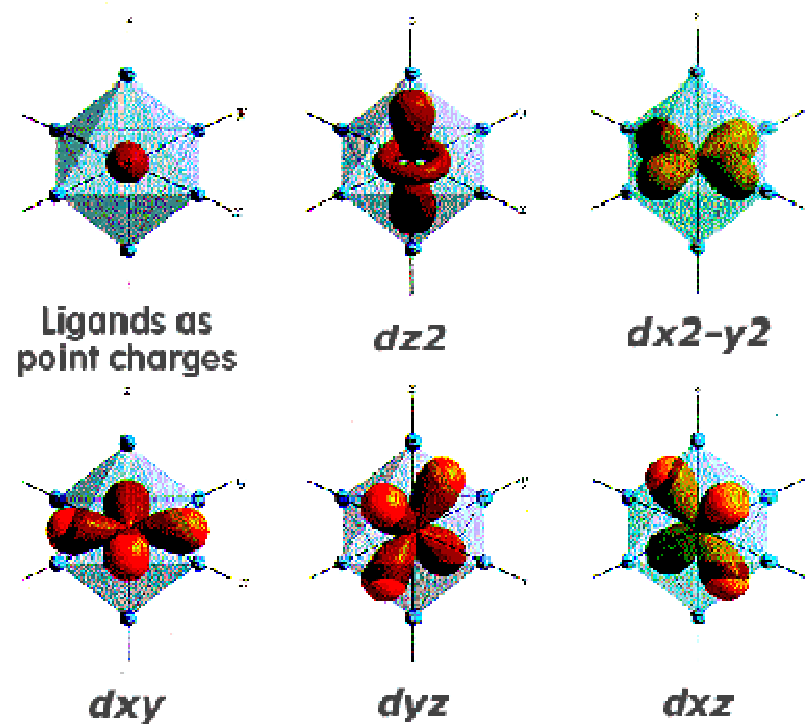 z
Ligands as
point charges
dz2
dx2-y2
z
dxy
dyz
dxz